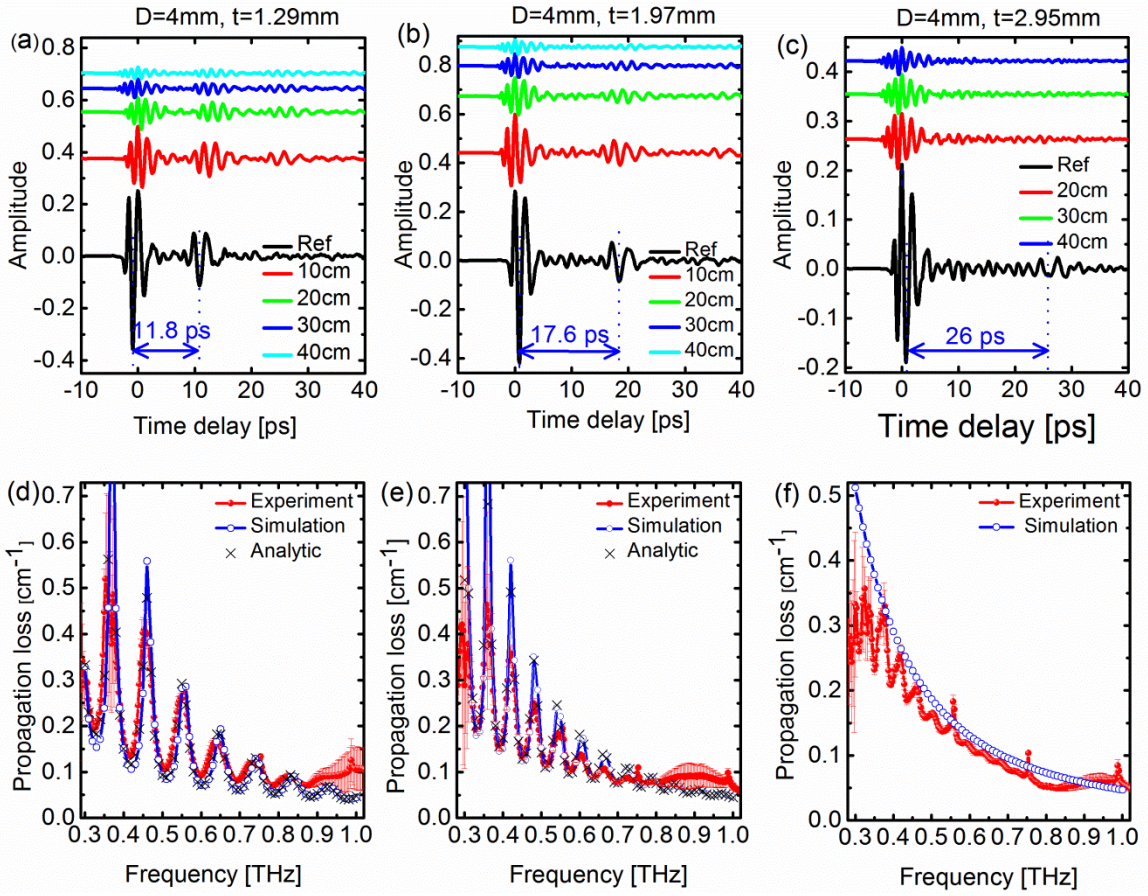 D=4mm, t=1.29mm
(a)
0.8
0.6
0.4
0.2
0.0
-0.2
-0.4
Amplitude
Ref
10cm
20cm
30cm
40cm
11.8 ps
-10 0 10 20 30 40
Time delay [ps]
D=4mm, t=1.97mm
(b)
0.8
0.6
0.4
0.2
0.0
-0.2
-0.4
Amplitude
Ref
10cm
20cm
30cm
40cm
17.6 ps
-10 0 10 20 30 40
Time delay [ps]
D=4mm, t=2.95mm
(c)
0.4
0.3
0.2
0.1
0.0
-0.1
-0.2
Amplitude
Ref
20cm
30cm
40cm
26 ps
-10 0 10 20 30 40
Time delay [ps]
(d)
0.7
0.6
0.5
0.4
0.3
0.2
0.1
0.0
Propagation loss [cm-1]
Experiment
Simulation
Analytic
0.3 0.4 0.5 0.6 0.7 0.8 0.9 1.0
Frequency [THz]
(e)
0.7
0.6
0.5
0.4
0.3
0.2
0.1
0.0
Propagation loss [cm-1]
Experiment
Simulation
Analytic
0.3 0.4 0.5 0.6 0.7 0.8 0.9 1.0
Frequency [THz]
(f)
0.5
0.4
0.3
0.2
0.1
0.0
Propagation loss [cm-1]
Experiment
Simulation
0.3 0.4 0.5 0.6 0.7 0.8 0.9 1.0
Frequency [THz]